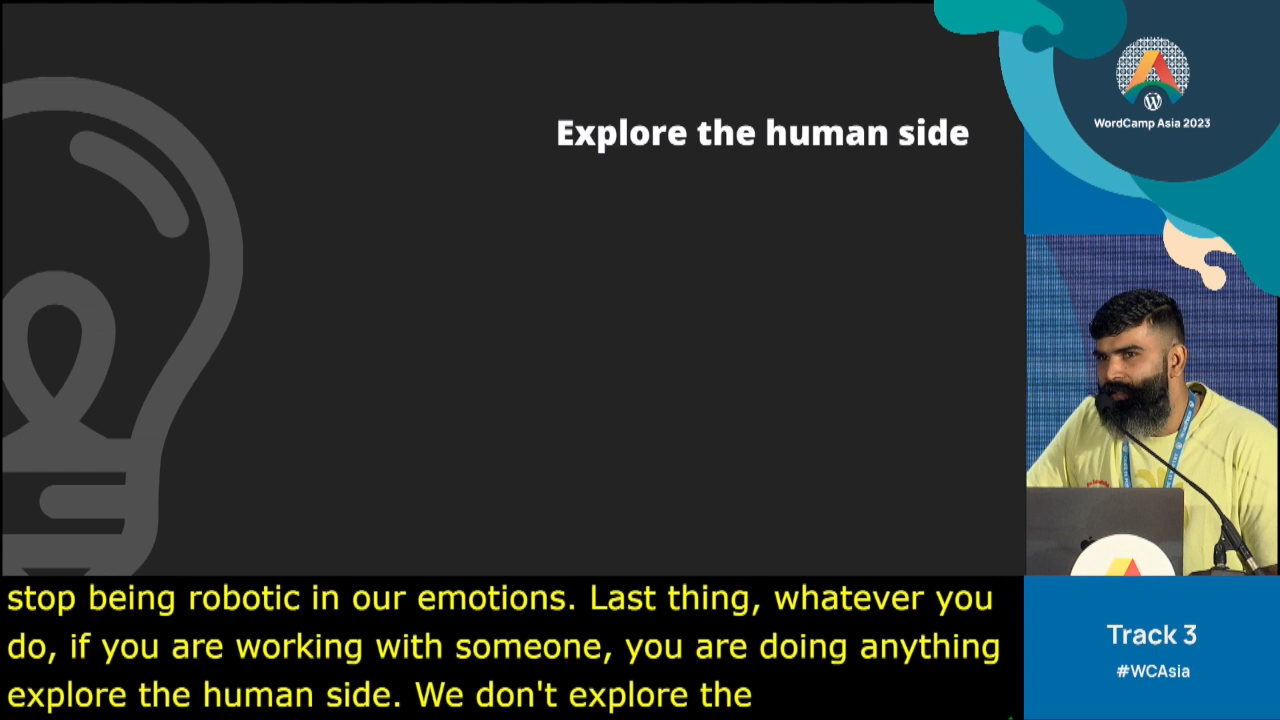 Explore the human side
WordCamp Asia 2023
stop being robotic in our emotions. Last thing, whatever you
do, if you are working with someone, you are doing anything
explore the human side. We don't explore the
Track 3
#WCAsia